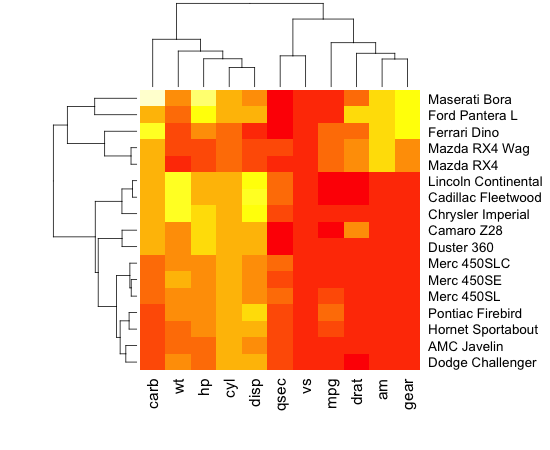 Maserati Bora
Ford Pantera L
Ferrari Dino
Mazda RX4 Wag
Mazda RX4
Lincoln Continental
Cadillac Fleetwood
Chrysler Imperial
Camaro Z28
Duster 360
Merc 450SLC
Merc 450SE
Merc 450SL
Pontiac Firebird
Hornet Sportabout
AMC Javelin
Dodge Challenger
carb
wt
hp
cyl
disp
qsec
vs
mpg
drat
am
gear